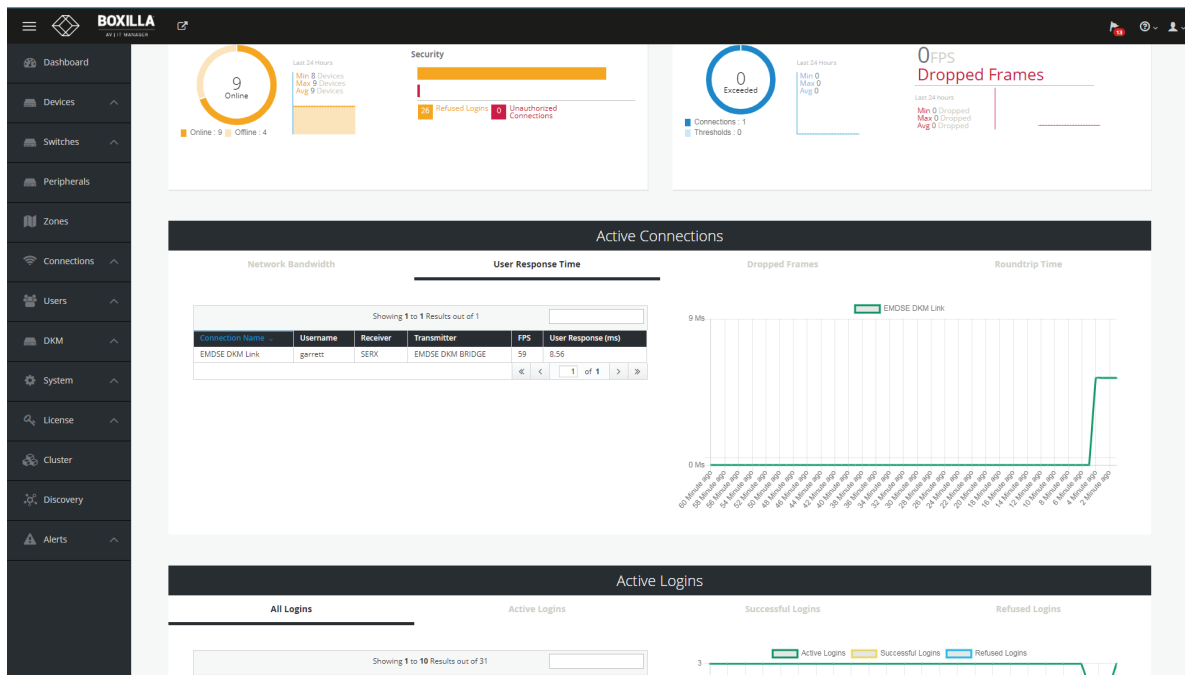 BOXILLA
AV | IT MANAGER
13
Dashboard
Devices
Switches
Peripherals
Zones
Connections
Users
DKM
System
License
Cluster
Discovery
Alerts
9
Online
Online : 9 Offline : 4
Last 24 Hours
Min 8 Devices
Max 9 Devices
Avg 9 Devices
Security
26 Refused Logins 0 Unauthorized
Connections
0
Exceeded
Connections : 1
Thresholds : 0
Last 24 Hours
Min 0
Max 0
Avg 0
0FPS
Dropped Frames
Last 24 Hours
Min 0 Dropped
Max 0 Dropped
Avg 0 Dropped
Active Connections
Network Bandwidth User Response Time Dropped Frames Roundtrip Time
Showing 1 to 1 Results out of 1
Connection Name Username Receiver Transmitter FPS User Response (ms)
EMDSE DKM Link garrett SERX EMDSE DKM BRIDGE 59 8.56
1 of 1
EMDSE DKM Link
9 Ms
0 Ms
60 Minute ago 58 Minute ago 56 Minute ago 54 Minute ago 52 Minute ago 50 Minute ago 48 Minute ago 46 Minute ago 44 Minute ago 42 Minute ago 40 Minute ago 38 Minute ago 36 Minute ago 34 Minute ago 32 Minute ago 30 Minute ago 28 Minute ago 26 Minute ago 24 Minute ago 22 Minute ago 20 Minute ago 18 Minute ago 16 Minute ago 14 Minute ago 12 Minute ago 10 Minute ago 8 Minute ago 6 Minute ago 4 Minute ago 2 Minute ago
Active Logins
All Logins Active Logins Successful Logins Refused Logins
Showing 1 to 10 Results out of 31
Active Logins Successful Logins Refused Logins
3